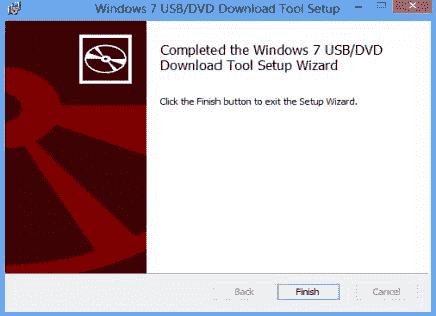 Windows 7 USB/DVD Download Tool Setup
Completed the Windows 7 USB/DVD
Download Tool Setup Wizard
Click the Finish button to exit the Setup Wizard.
Back
Finish
Cancel